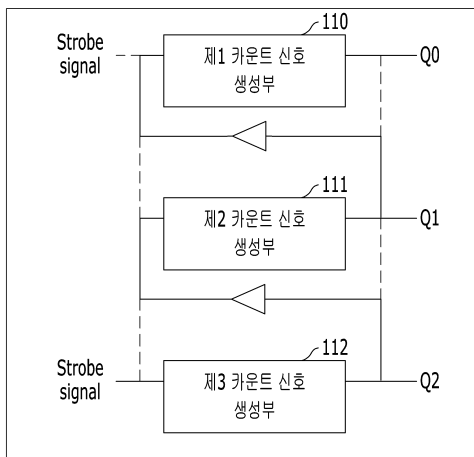 110
Strobe
signal
제1 카운트 신호
생성부
Q0
111
제2 카운트 신호
생성부
Q1
112
Strobe
signal
제3 카운트 신호
생성부
Q2